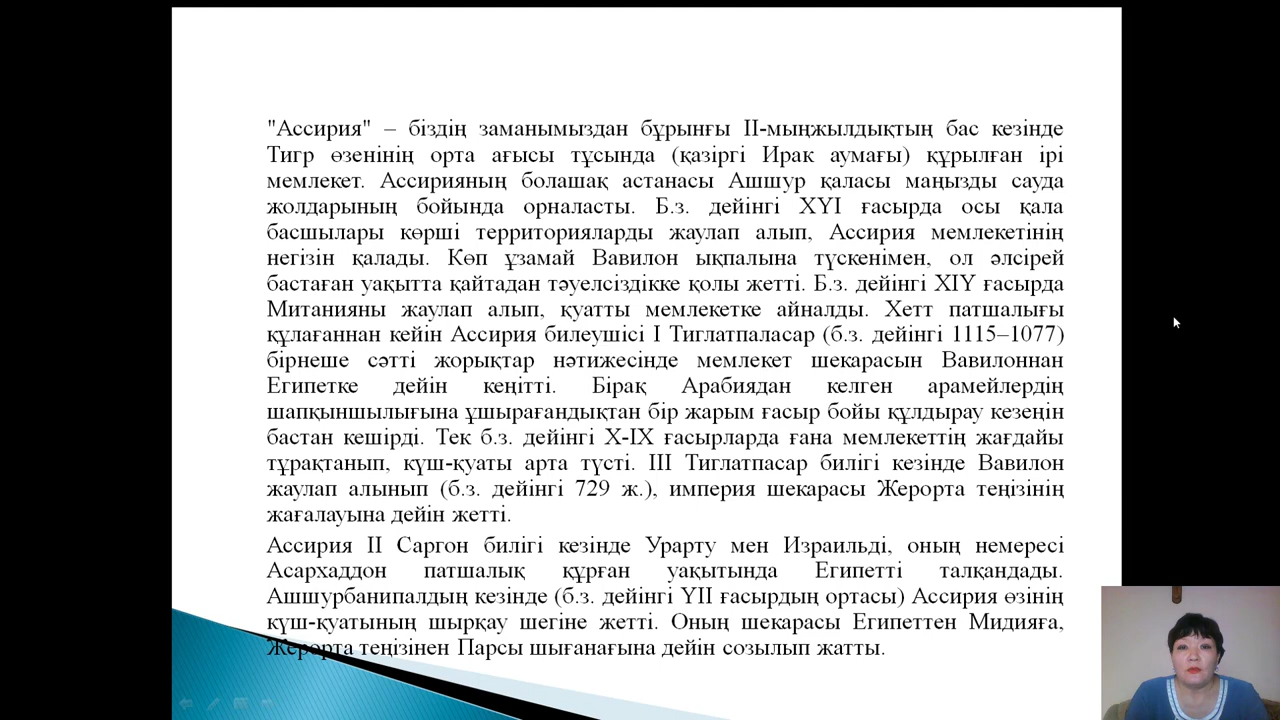 "Ассирия" – біздің заманымыздан бұрынғы II-мыңжылдықтың бас кезінде
Тигр өзенінің орта ағысы тұсында (қазіргі Ирак аумағы) құрылған ірі
мемлекет. Ассирияның болашақ астанасы Ашшур қаласы маңызды сауда
жолдарының бойында орналасты. Б.з. дейінгі XYI ғасырда осы қала
басшылары көрші территорияларды жаулап алып, Ассирия мемлекетінің
негізін қалады. Көп ұзамай Вавилон ықпалына түскенімен, ол әлсірей
бастаған уақытта қайтадан тәуелсіздікке қолы жетті. Б.з. дейінгі XIY ғасырда
Митанияны жаулап алып, қуатты мемлекетке айналды. Хетт патшалығы
құлағаннан кейін Ассирия билеушісі I Тиглатпаласар (б.з. дейінгі 1115–1077)
бірнеше сәтті жорықтар нәтижесінде мемлекет шекарасын Вавилоннан
Египетке дейін кеңітті. Бірақ Арабиядан келген арамейлердің
шапқыншылығына ұшырағандықтан бір жарым ғасыр бойы құлдырау кезеңін
бастан кешірді. Тек б.з. дейінгі X-IX ғасырларда ғана мемлекеттің жағдайы
тұрақтанып, күш-қуаты арта түсті. III Тиглатпасар билігі кезінде Вавилон
жаулап алынып (б.з. дейінгі 729 ж.), империя шекарасы Жерорта теңізінің
жағалауына дейін жетті.
Ассирия II Саргон билігі кезінде Урарту мен Израильді, оның немересі
Асархаддон патшалық құрған уақытында Египетті талқандады.
Ашшурбанипалдың кезінде (б.з. дейінгі YII ғасырдың ортасы) Ассирия өзінің
күш-қуатының шырқау шегіне жетті. Оның шекарасы Египеттен Мидияға,
Жерорта теңізінен Парсы шығанағына дейін созылып жатты.